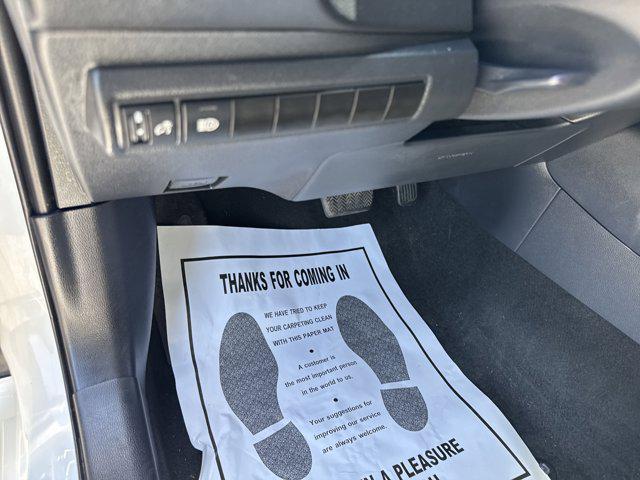 THANKS FOR COMING IN
WE HAVE TRIED TO KEEP
YOUR CARPETING CLEAN
WITH THIS PAPER MAT
A customer is
the most important person
in the world to us.
Your suggestions for
improving our service
are always welcome.
A PLEASURE